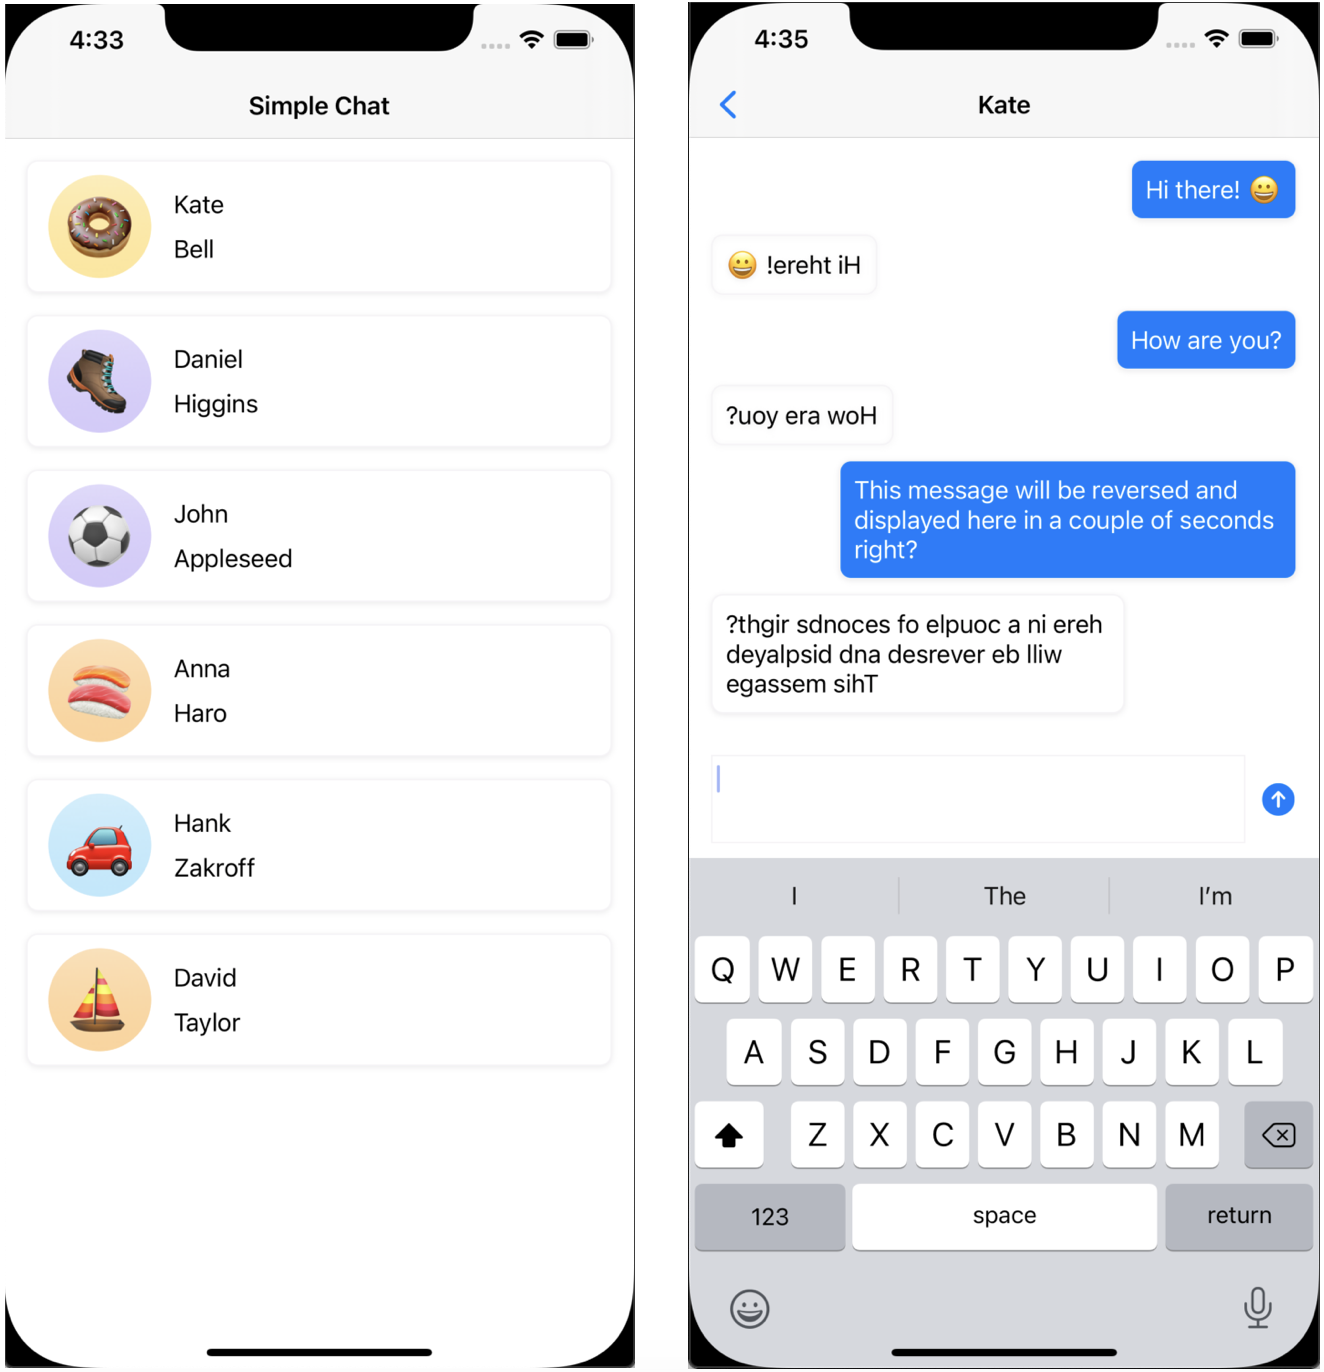 4:33
Simple Chat
Kate
Bell
Daniel
Higgins
John
Appleseed
Anna
Haro
Hank
Zakroff
David
Taylor
4:35
Kate
Hi there! 😀
😀 !ereht iH
How are you?
?uoy era woH
This message will be reversed and
displayed here in a couple of seconds
right?
?thgir sdnoces fo elpuoc a ni ereh
deyalpsid dna desrever eb lliw
egassem sihT
I The I'm
Q W E R T Y U I O P
A S D F G H J K L
Z X C V B N M
123 space return